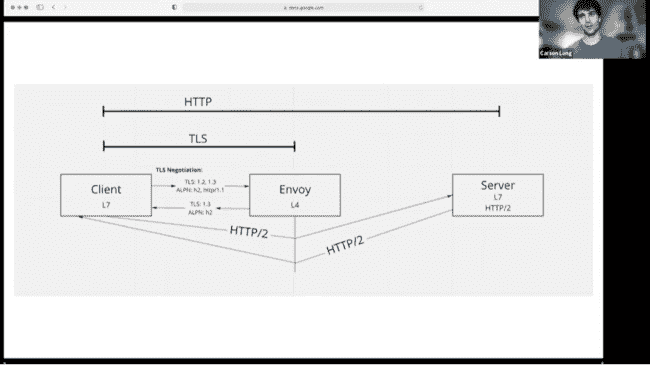 docs.google.com
Carson Long
HTTP
TLS
TLS Negotiation:
TLS: 1.2, 1.3
ALPN: h2, http/1.1
TLS: 1.3
ALPN: h2
Client
L7
Envoy
L4
Server
L7
HTTP/2
HTTP/2
HTTP/2